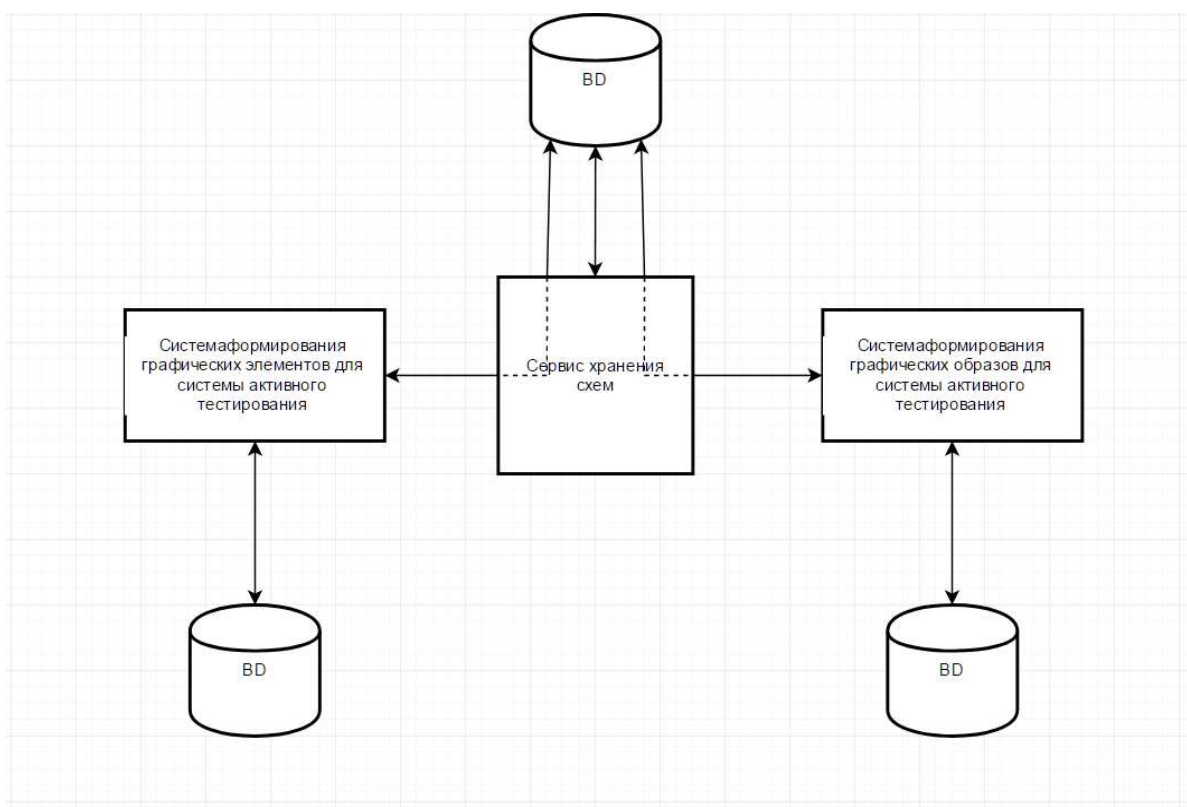 BD
Системаформирования
графических элементов для
системы активного
тестирования
Сервис хранения
схем
Системаформирования
графических образов для
системы активного
тестирования
BD
BD